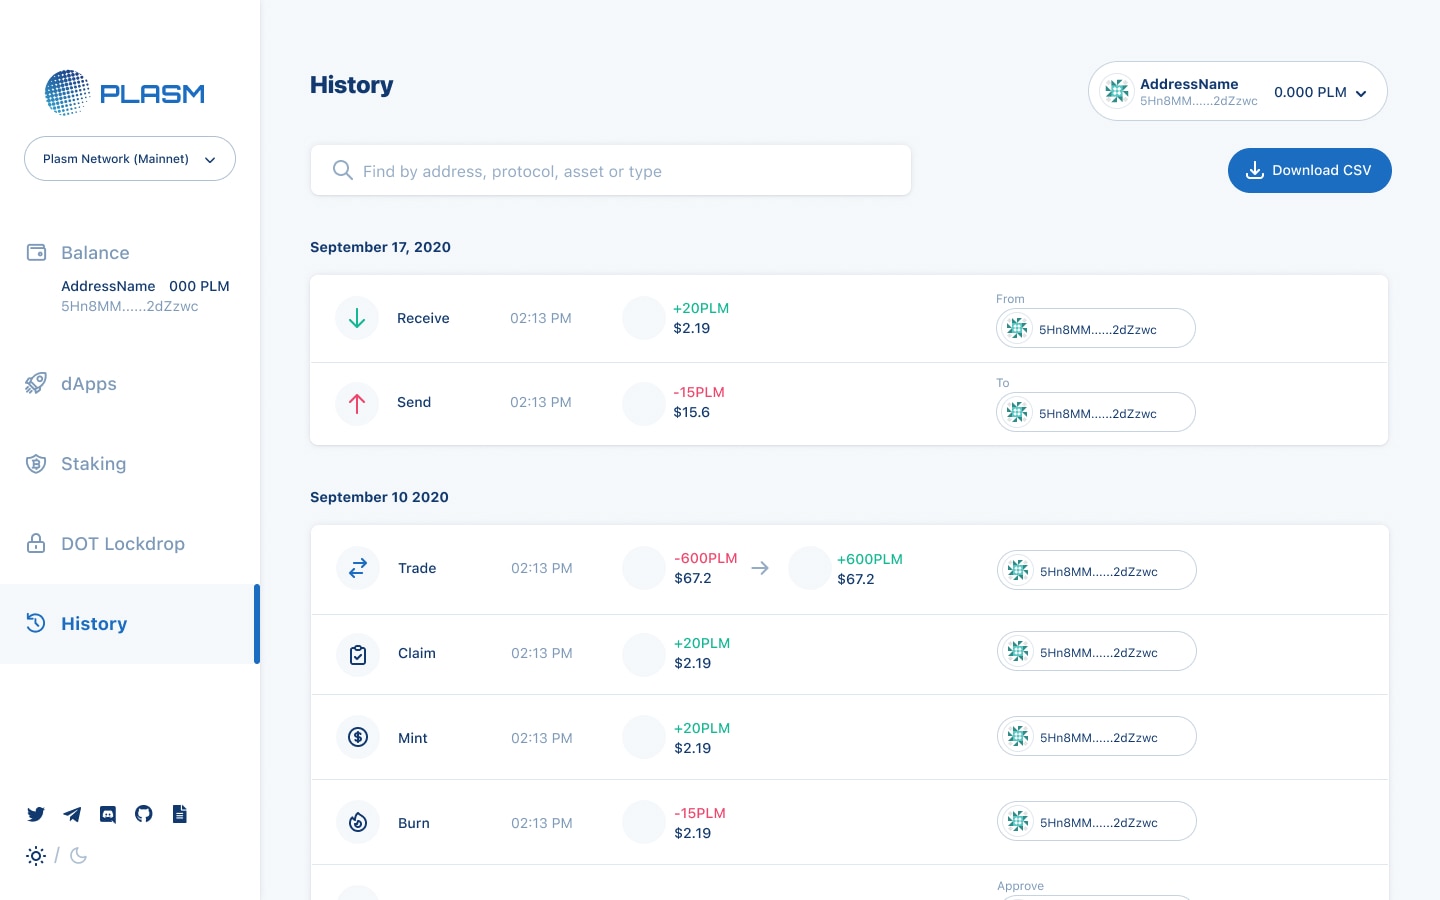 PLASM
Plasm Network (Mainnet)
Balance
AddressName 000 PLM
5Hn8MM......2dZzwc
dApps
Staking
DOT Lockdrop
History
/
History
AddressName
5Hn8MM......2dZzwc
0.000 PLM
Find by address, protocol, asset or type
Download CSV
September 17, 2020
Receive
02:13 PM
+20PLM
$2.19
From
5Hn8MM......2dZzwc
Send
02:13 PM
-15PLM
$15.6
To
5Hn8MM......2dZzwc
September 10 2020
Trade
02:13 PM
-600PLM
$67.2
+600PLM
$67.2
5Hn8MM......2dZzwc
Claim
02:13 PM
+20PLM
$2.19
5Hn8MM......2dZzwc
Mint
02:13 PM
+20PLM
$2.19
5Hn8MM......2dZzwc
Burn
02:13 PM
-15PLM
$2.19
5Hn8MM......2dZzwc
Approve